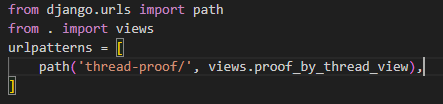 from django.urls import path
from . import views
urlpatterns = [
    path('thread-proof/', views.proof_by_thread_view),
]